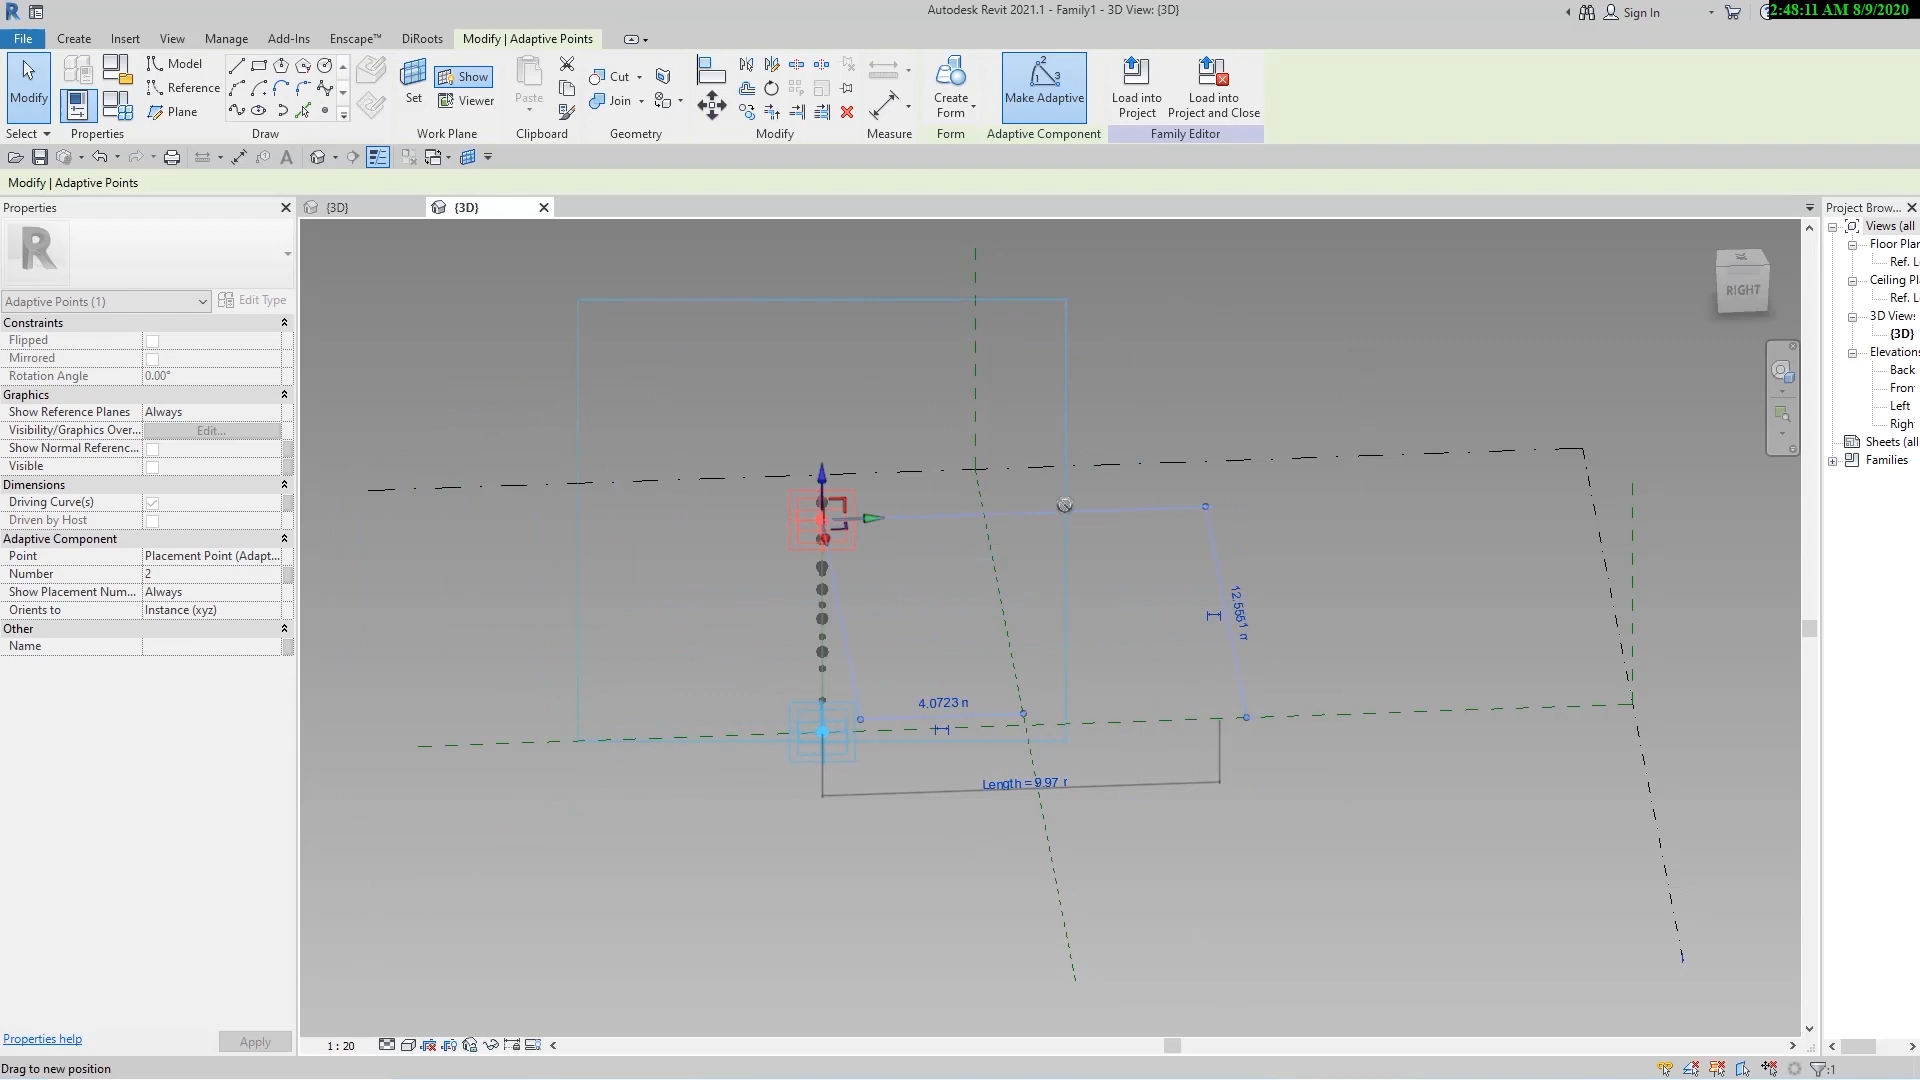 Autodesk Revit 2021.1 - Family1 - 3D View: {3D}
Sign In
2:48:11 AM 8/9/2020
File Create Insert View Manage Add-Ins Enscape™ DiRoots Modify | Adaptive Points
Modify
Model
Reference
Plane
Set
Show
Viewer
Paste
Cut
Join
Create Form
Make Adaptive
Load into Project
Load into Project and Close
Select Properties Draw Work Plane Clipboard Geometry Modify Measure Form Adaptive Component Family Editor
Modify | Adaptive Points
Properties
{3D}
{3D}
Project Brow...
RIGHT
Adaptive Points (1)
Edit Type
Constraints
Flipped
Mirrored
Rotation Angle 0.00°
Graphics
Show Reference Planes Always
Visibility/Graphics Over... Edit...
Show Normal Referenc...
Visible
Dimensions
Driving Curve(s)
Driven by Host
Adaptive Component
Point Placement Point (Adapt...
Number 2
Show Placement Num... Always
Orients to Instance (xyz)
Other
Name
Properties help
Apply
4.0723
Length = 9.97
Views (all
Floor Plan
Ref. L
Ceiling Pl
Ref. L
3D Views
{3D}
Elevations
Back
Fron
Left
Righ
Sheets (all
Families
1 : 20
Drag to new position
:1